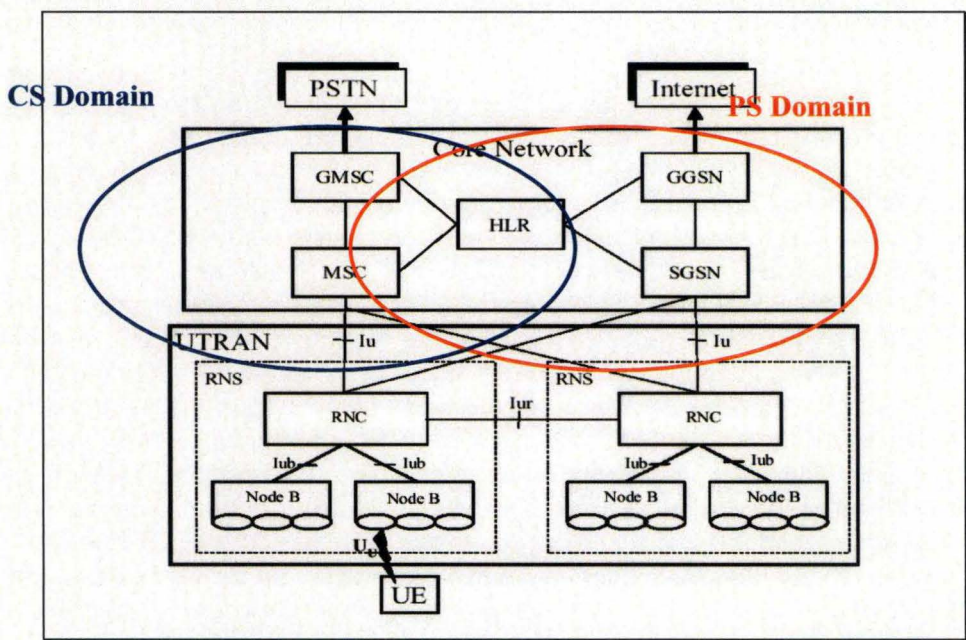 PSTN
Internet
CS Domain
PS Domain
Core Network
GMSC
GGSN
HLR
MSC
SGSN
Iu
Iu
UTRAN
RNS
RNS
Iur
RNC
RNC
Iub
Iub
Iub
Iub
Node B
Node B
Node B
Node B
Uu
UE